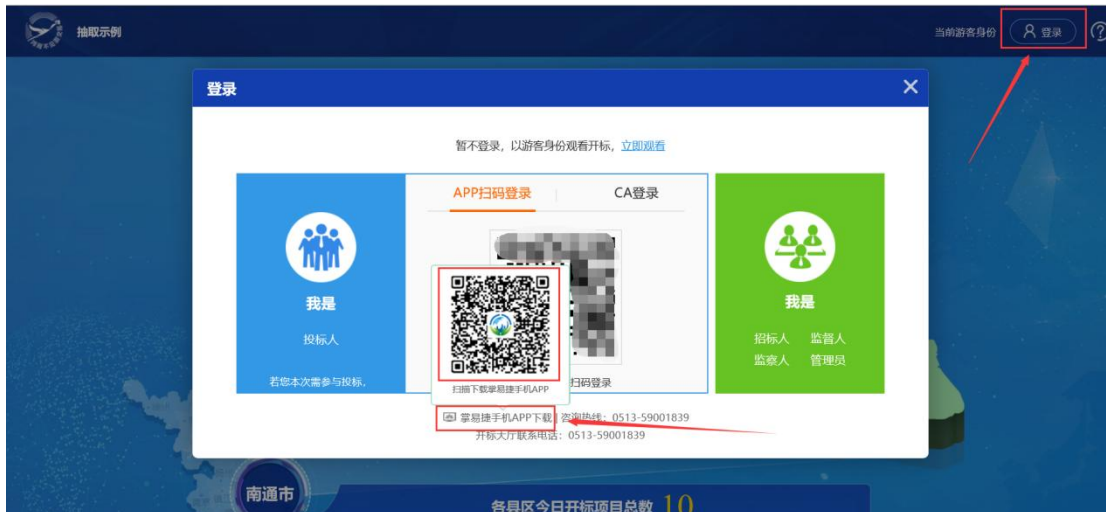 抽取示例
当前游客身份 登录
登录
暂不登录，以游客身份观看开标，立即观看
APP扫码登录 CA登录
我是
投标人
若您本次需参与投标，
扫描下载掌易捷手机APP
扫码登录
我是
招标人 监督人
监察人 管理员
掌易捷手机APP下载 | 咨询热线：0513-59001839
开标大厅联系电话：0513-59001839
南通市
各县区今日开标项目总数 10